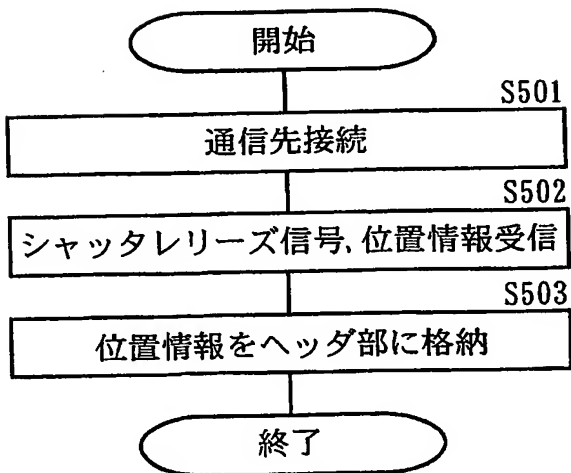 開始
S501
通信先接続
S502
シャッタレリーズ信号、位置情報受信
S503
位置情報をヘッダ部に格納
終了